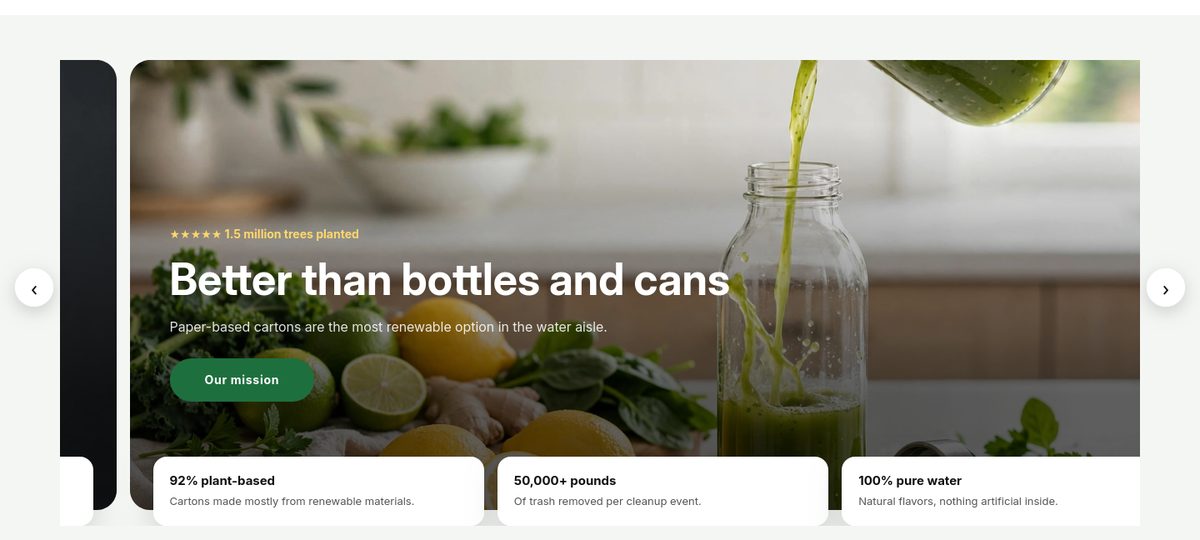 ★★★★★ 1.5 million trees planted
Better than bottles and cans
Paper-based cartons are the most renewable option in the water aisle.
Our mission
92% plant-based
Cartons made mostly from renewable materials.
50,000+ pounds
Of trash removed per cleanup event.
100% pure water
Natural flavors, nothing artificial inside.